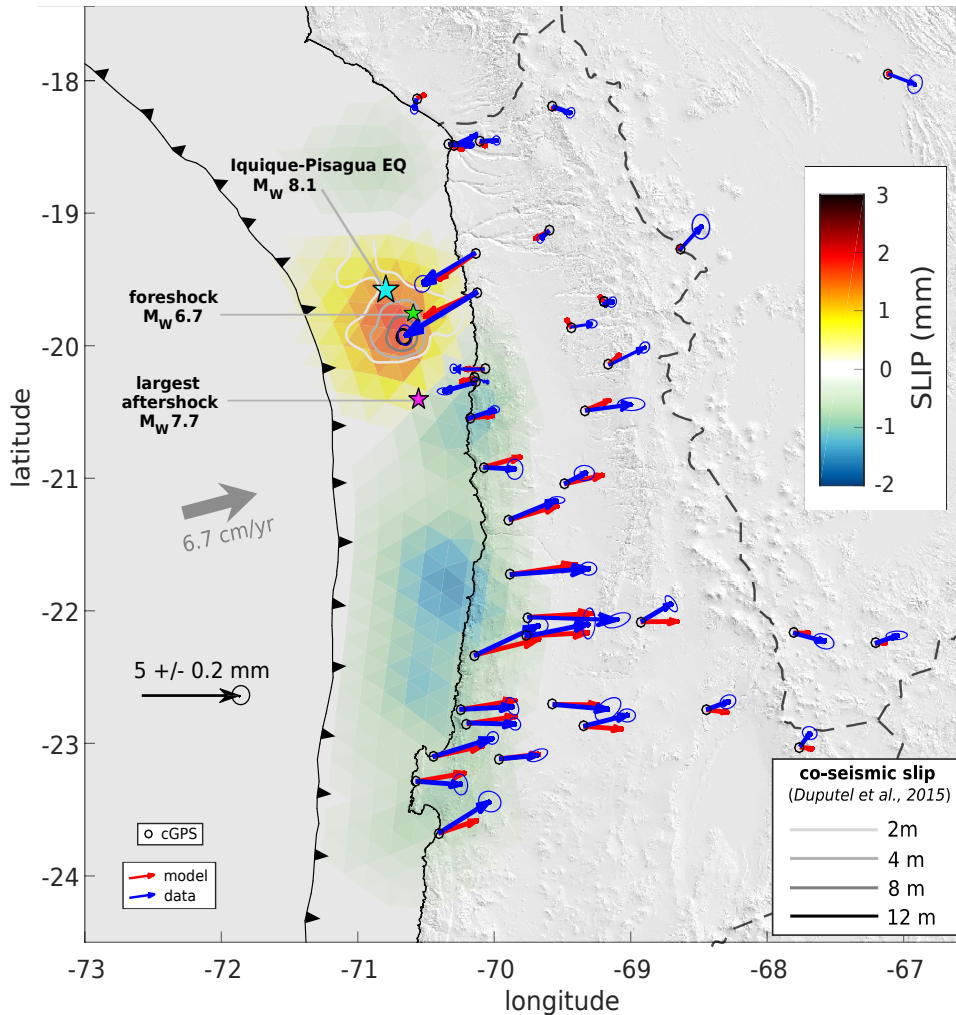 -18
-19
-20
-21
-22
-23
-24
latitude
Iquique-Pisagua EQ
MW 8.1
foreshock
MW 6.7
largest
aftershock
MW 7.7
6.7 cm/yr
5 +/- 0.2 mm
cGPS
model
data
3
2
1
0
-1
-2
SLIP (mm)
co-seismic slip
(Duputel et al., 2015)
2m
4 m
8 m
12 m
-73
-72
-71
-70
-69
-68
-67
longitude